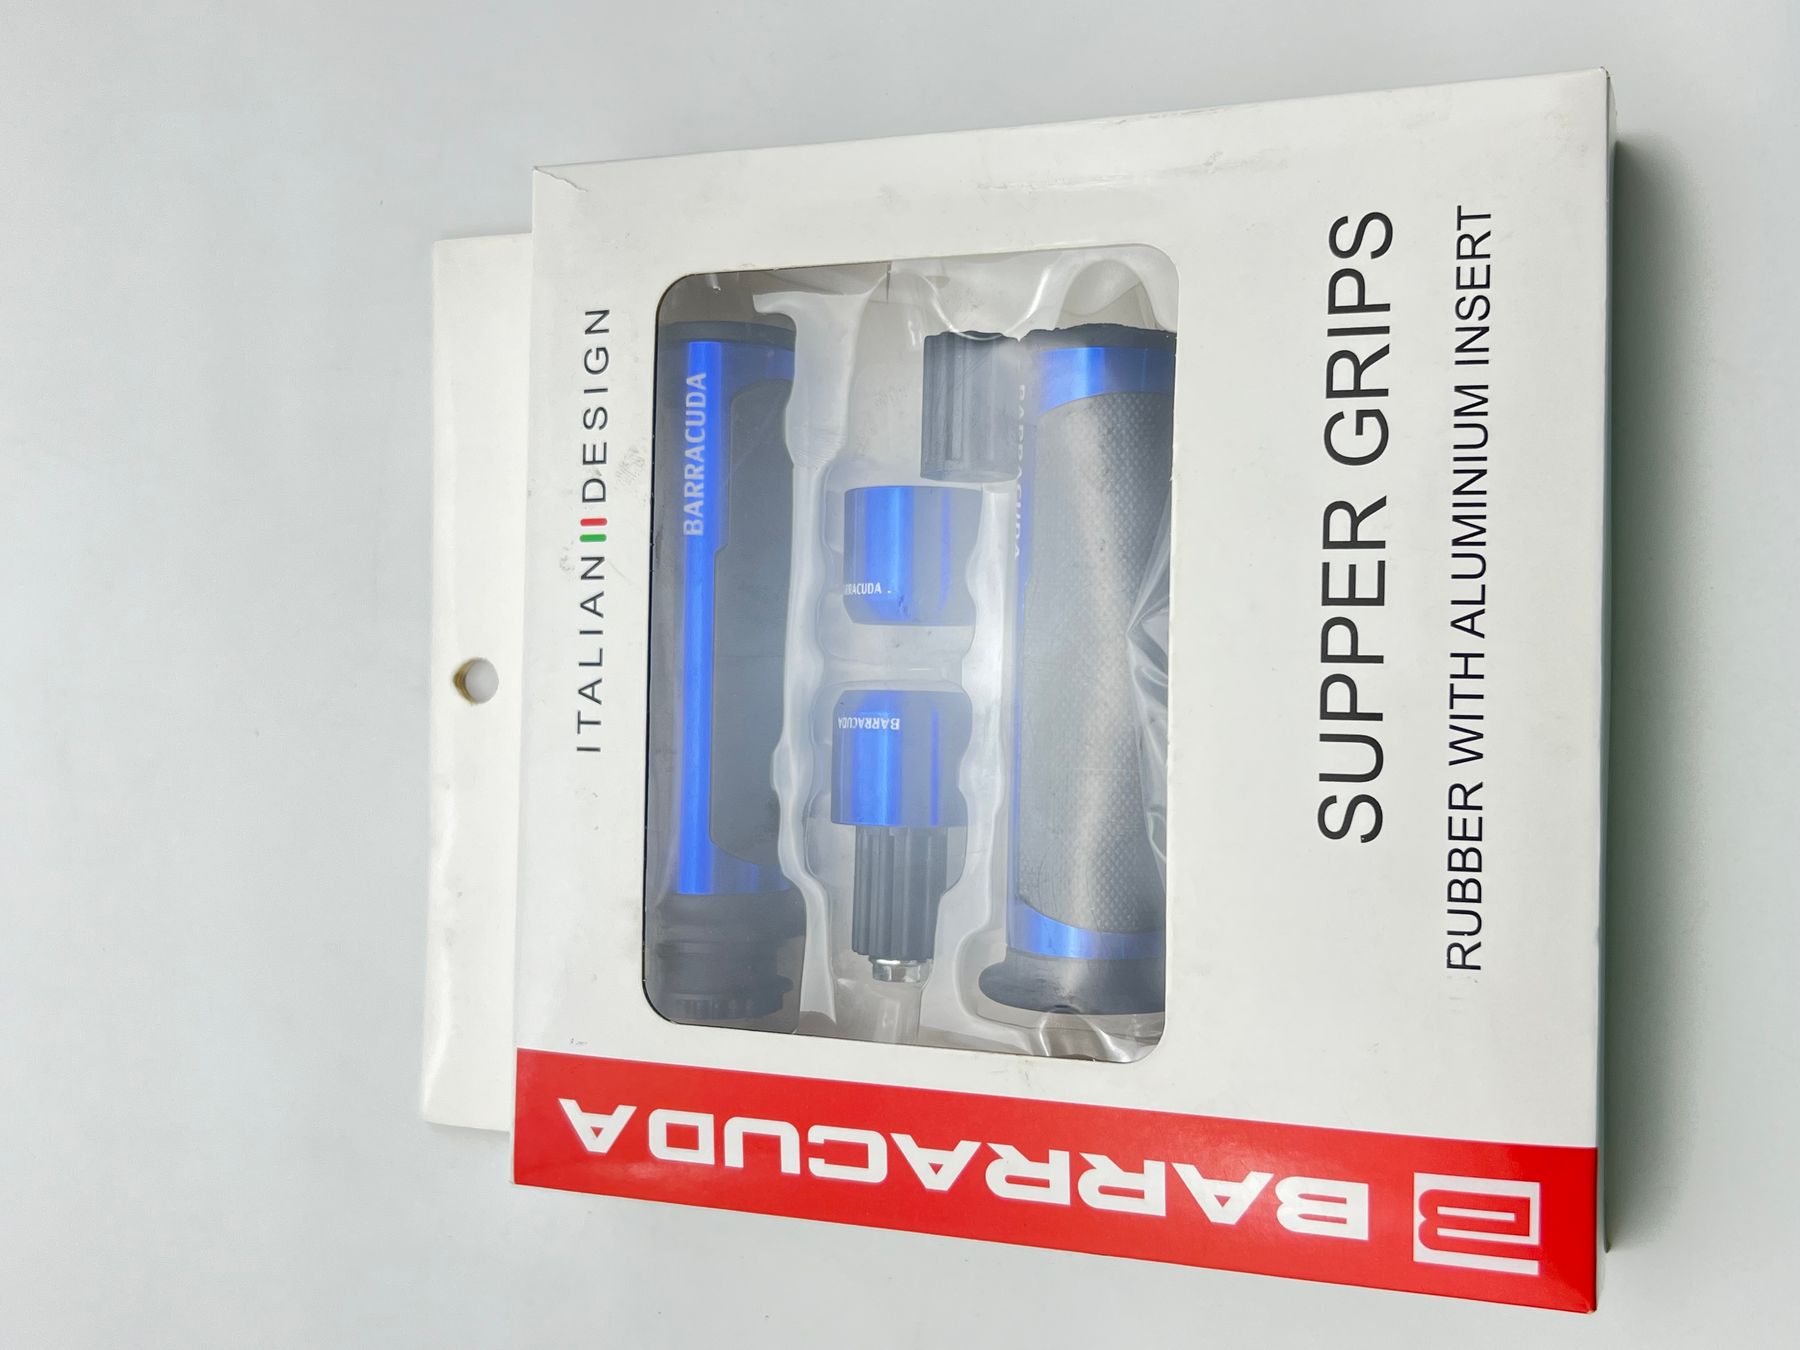 ITALIAN DESIGN
BARRACUDA
BARRACUDA
BARRACUDA
SUPPER GRIPS
RUBBER WITH ALUMINIUM INSERT
BARRACUDA